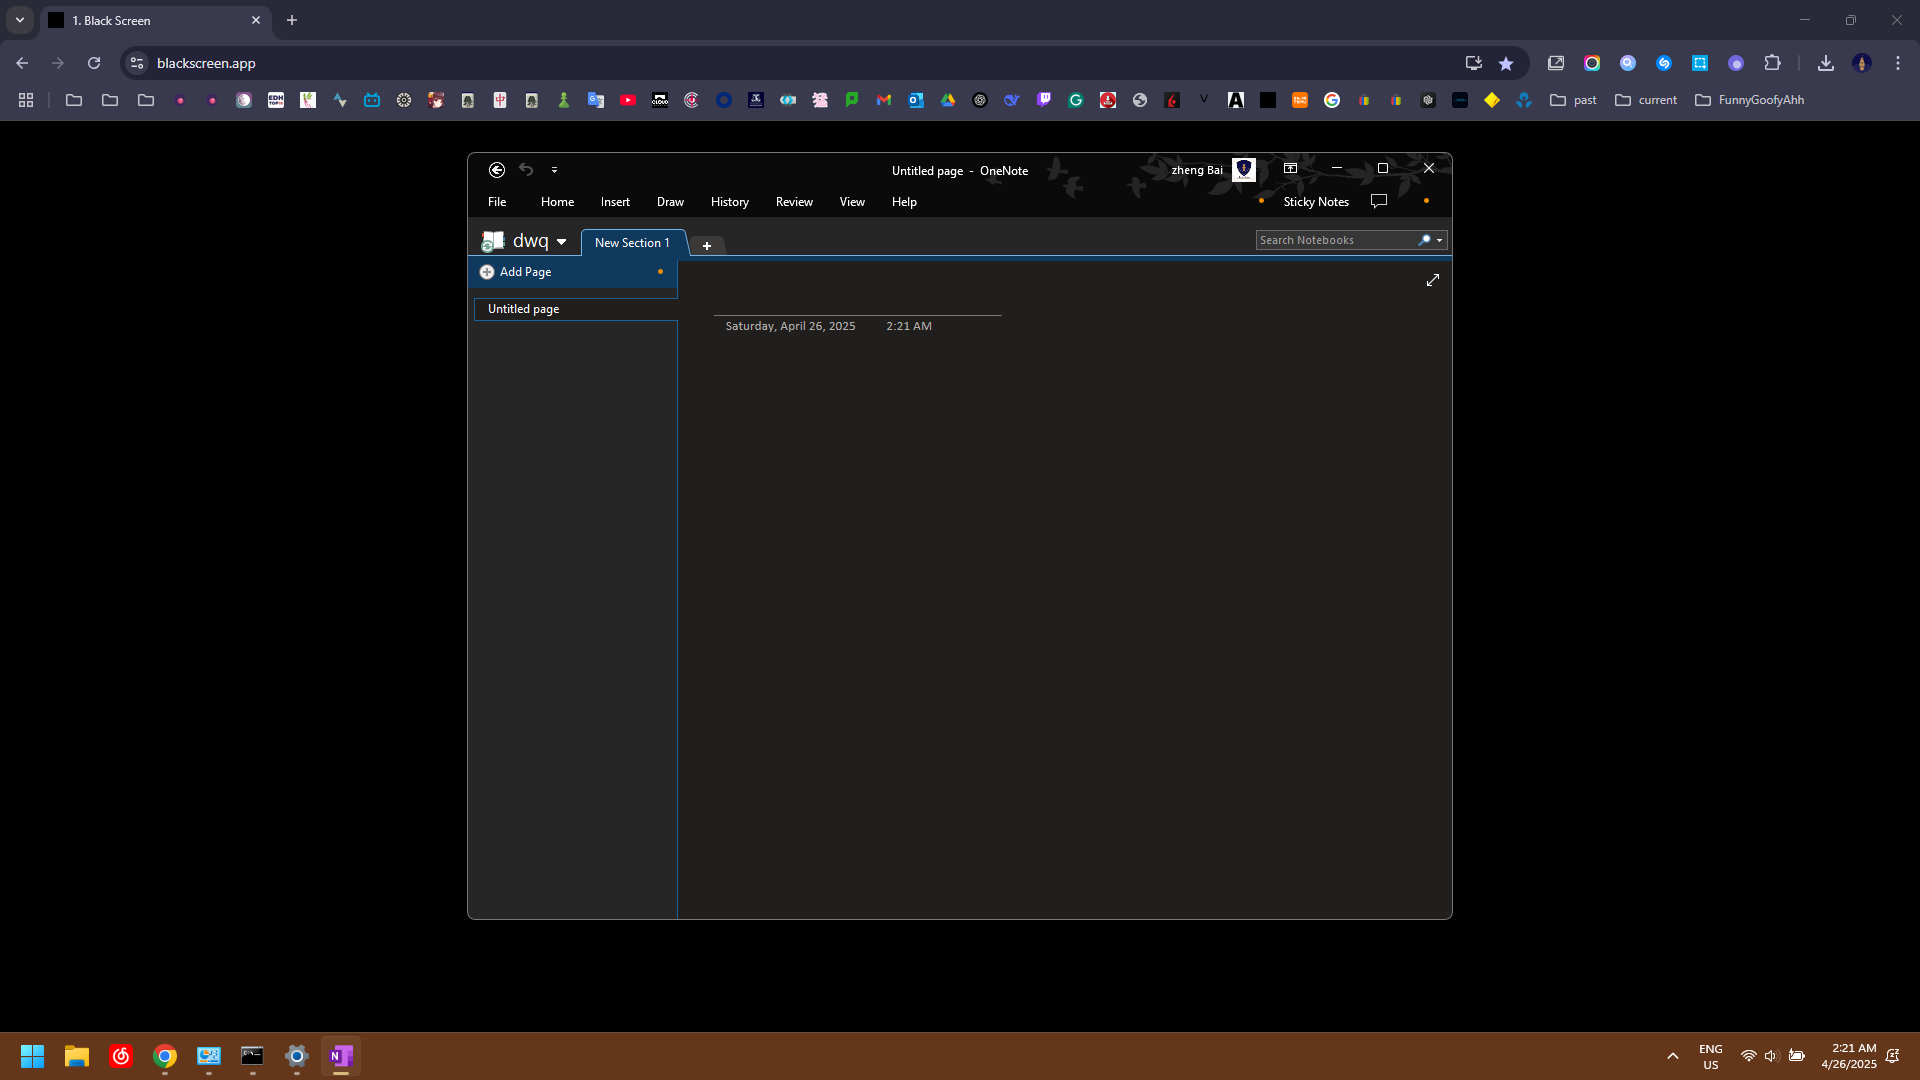 1. Black Screen
blackscreen.app
past
current
FunnyGoofyAhh
Untitled page - OneNote
zheng Bai
File
Home
Insert
Draw
History
Review
View
Help
Sticky Notes
dwq
New Section 1
Search Notebooks
Add Page
Untitled page
Saturday, April 26, 2025
2:21 AM
ENG
US
2:21 AM
4/26/2025